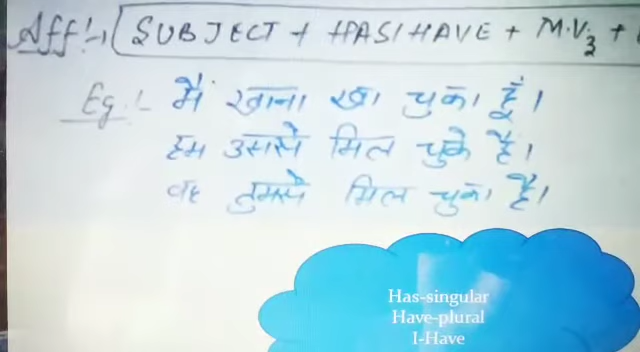 Aff:→ SUBJECT + HAS/HAVE + M.V3 +
Eg:- मैं खाना खा चुका हूँ।
हम उससे मिल चुके हैं।
वह तुमसे मिल चुका है।
Has-singular
Have-plural
I-Have